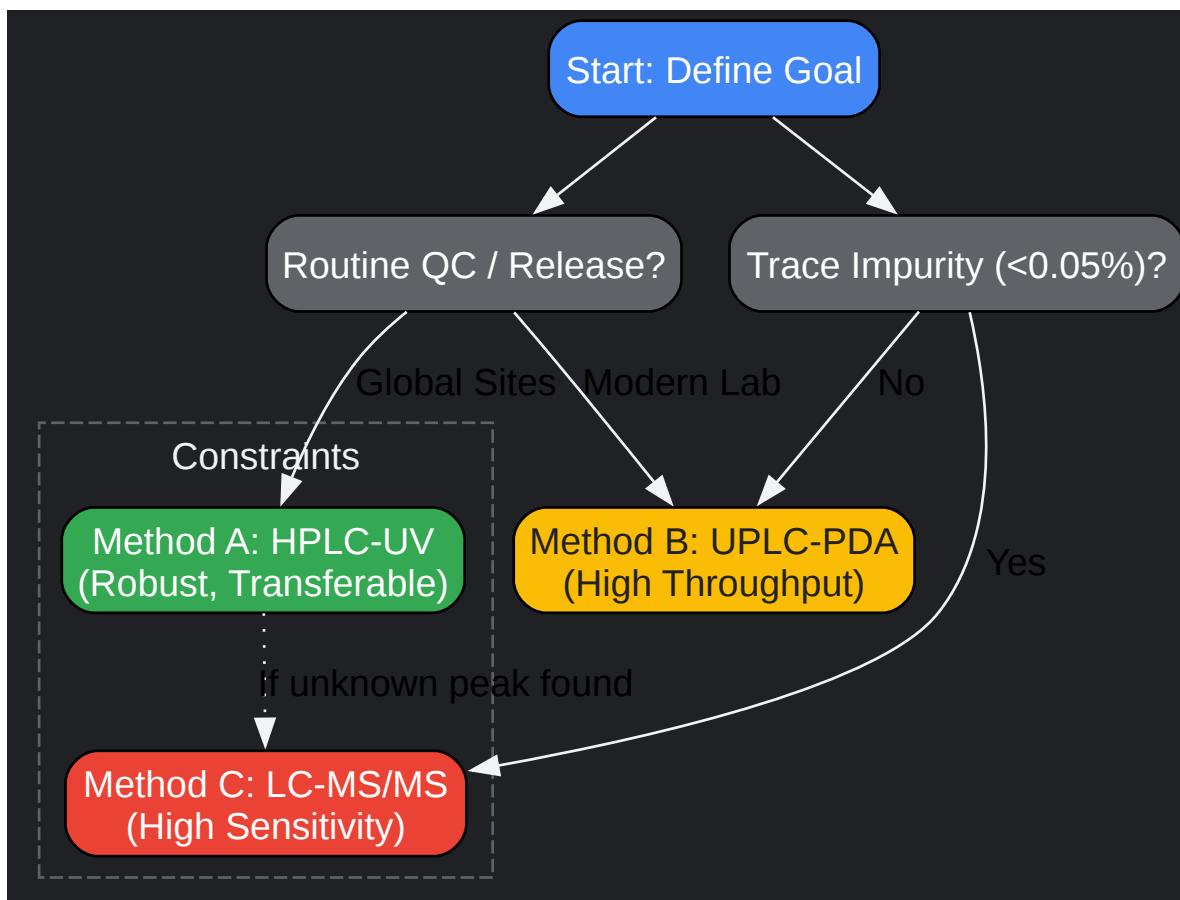 Start: Define Goal
Routine QC / Release?
Trace Impurity (<0.05%)?
Global Sites
Modern Lab
No
Constraints
Method A: HPLC-UV
(Robust, Transferable)
Method B: UPLC-PDA
(High Throughput)
Yes
If unknown peak found
Method C: LC-MS/MS
(High Sensitivity)